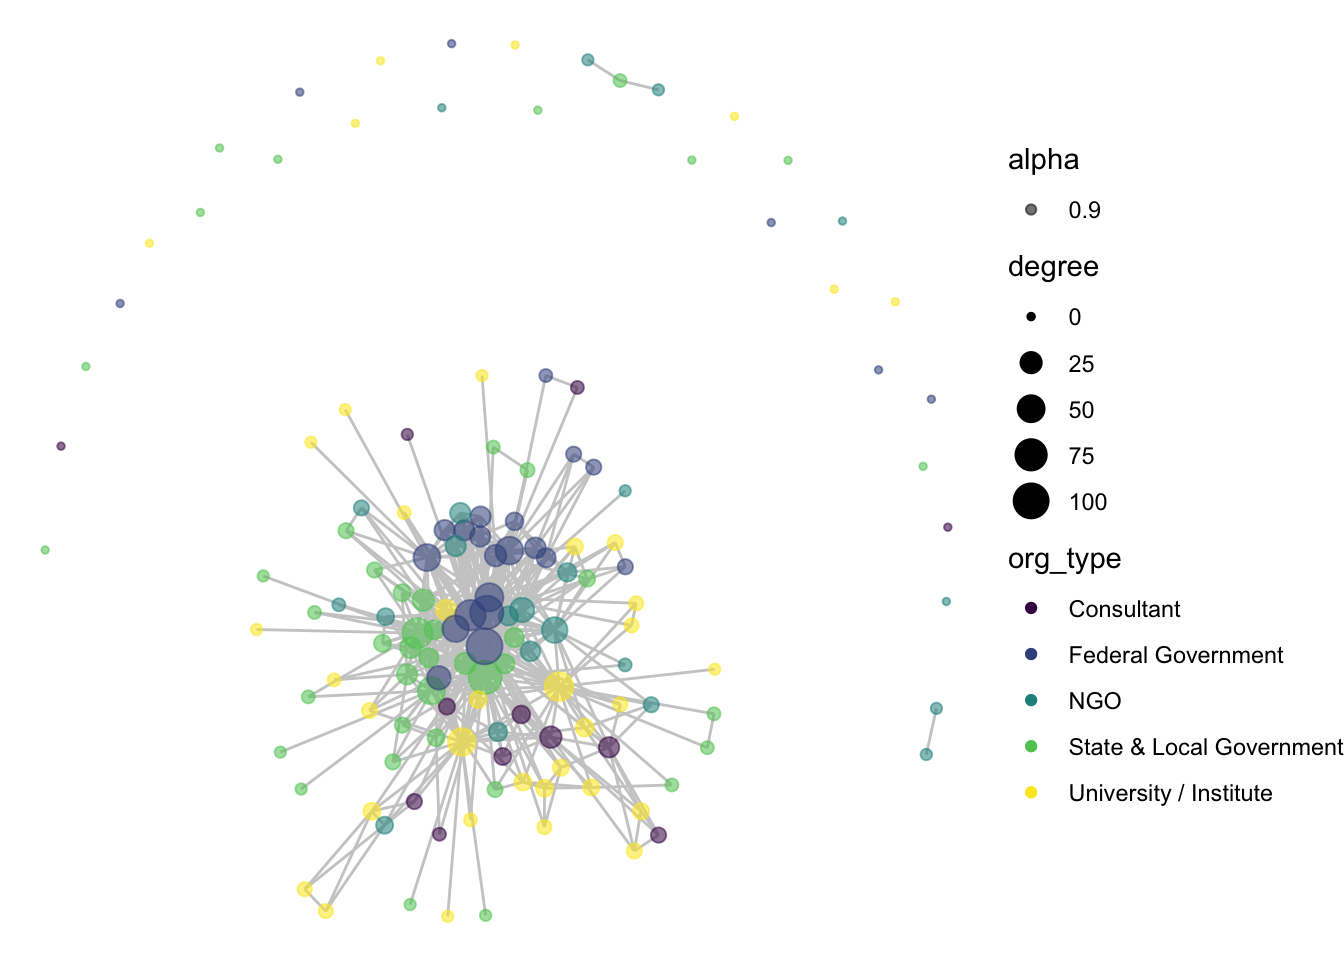 alpha
0.9
degree
0
25
50
75
100
org_type
Consultant
Federal Government
NGO
State & Local Government
University / Institute